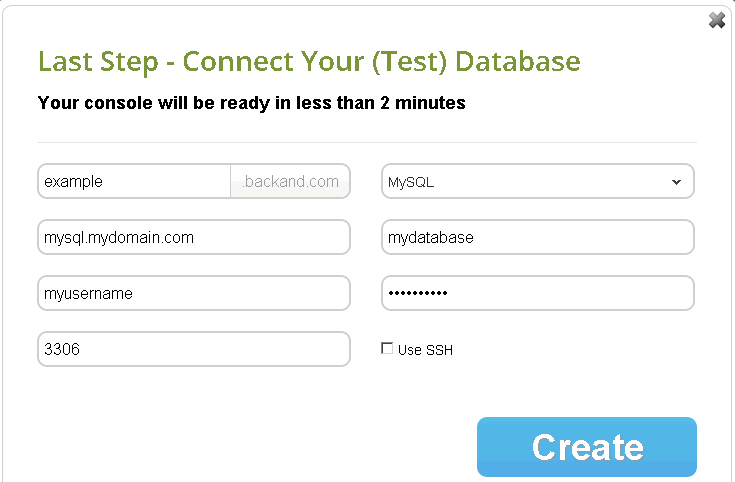 Last Step - Connect Your (Test) Database
Your console will be ready in less than 2 minutes
example .backand.com MySQL
mysql.mydomain.com mydatabase
myusername ••••••••••
3306 Use SSH
Create